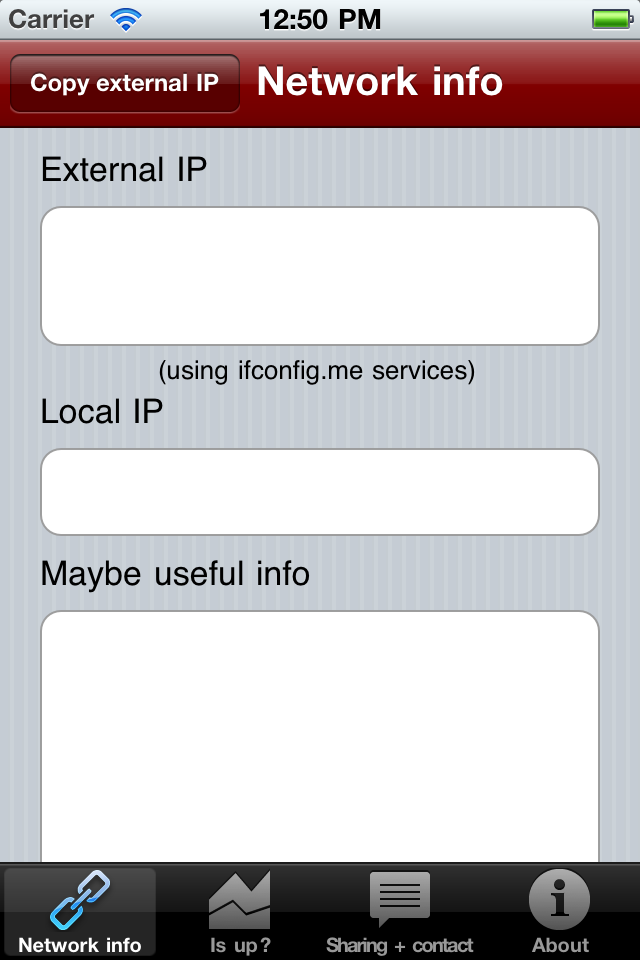 Carrier 12:50 PM
Copy external IP Network info
External IP
(using ifconfig.me services)
Local IP
Maybe useful info
Network info Is up? Sharing + contact About